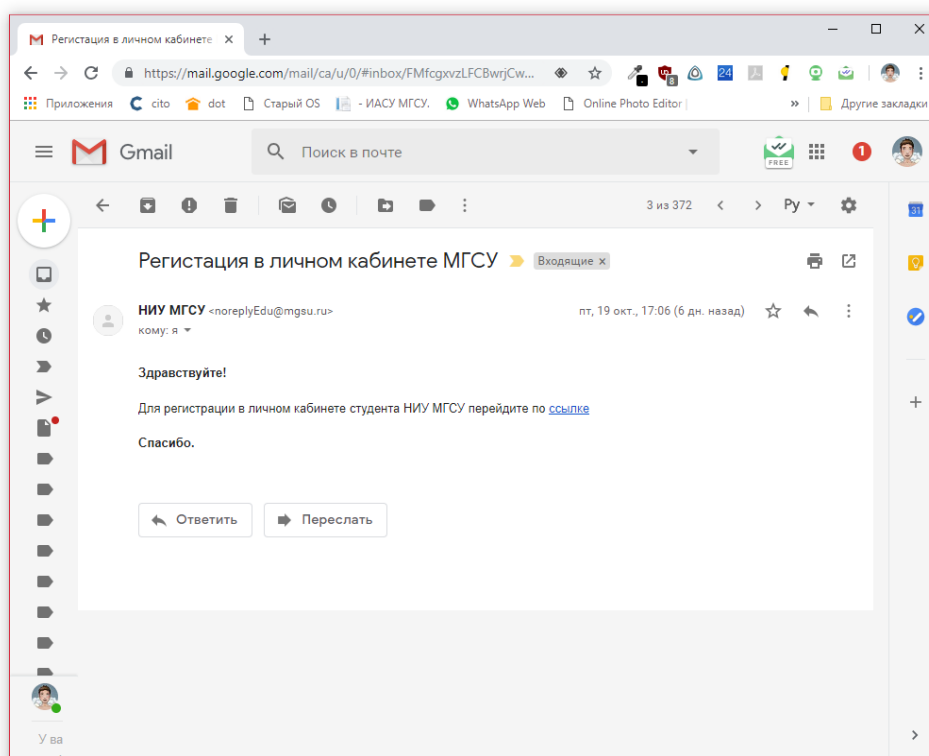 Регистация в личном кабинете
https://mail.google.com/mail/ca/u/0/#inbox/FMfcgxvzLFCBwrjCw...
24
8
Приложения cito dot Старый OS - ИАСУ МГСУ. WhatsApp Web Online Photo Editor | » Другие закладки
Gmail Поиск в почте FREE 1
3 из 372 Ру
31
Регистация в личном кабинете МГСУ Входящие ×
НИУ МГСУ <noreplyEdu@mgsu.ru> пт, 19 окт., 17:06 (6 дн. назад)
кому: я
Здравствуйте!
Для регистрации в личном кабинете студента НИУ МГСУ перейдите по ссылке
Спасибо.
Ответить Переслать
У ва